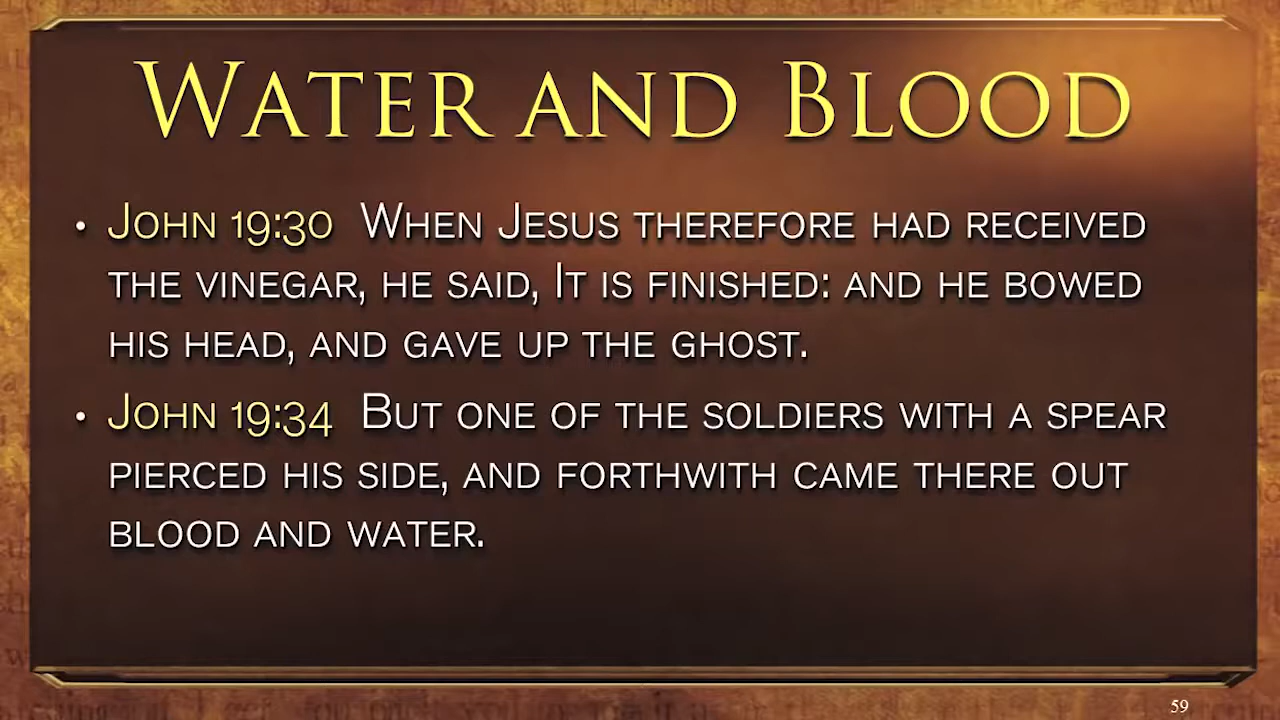 WATER AND BLOOD
• JOHN 19:30 WHEN JESUS THEREFORE HAD RECEIVED
THE VINEGAR, HE SAID, IT IS FINISHED: AND HE BOWED
HIS HEAD, AND GAVE UP THE GHOST.
• JOHN 19:34 BUT ONE OF THE SOLDIERS WITH A SPEAR
PIERCED HIS SIDE, AND FORTHWITH CAME THERE OUT
BLOOD AND WATER.
59